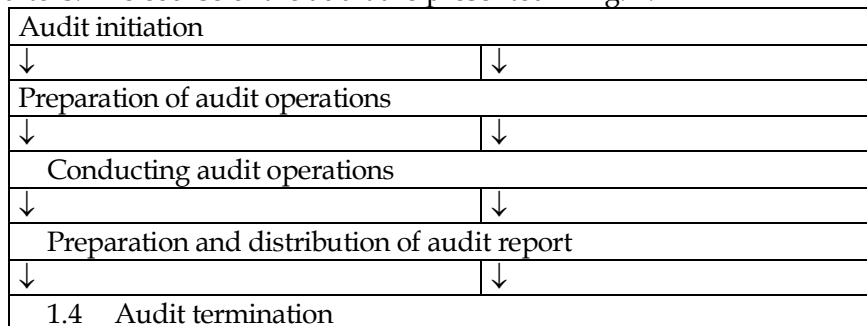 Audit initiation
↓ ↓
Preparation of audit operations
↓ ↓
Conducting audit operations
↓ ↓
Preparation and distribution of audit report
↓ ↓
1.4 Audit termination